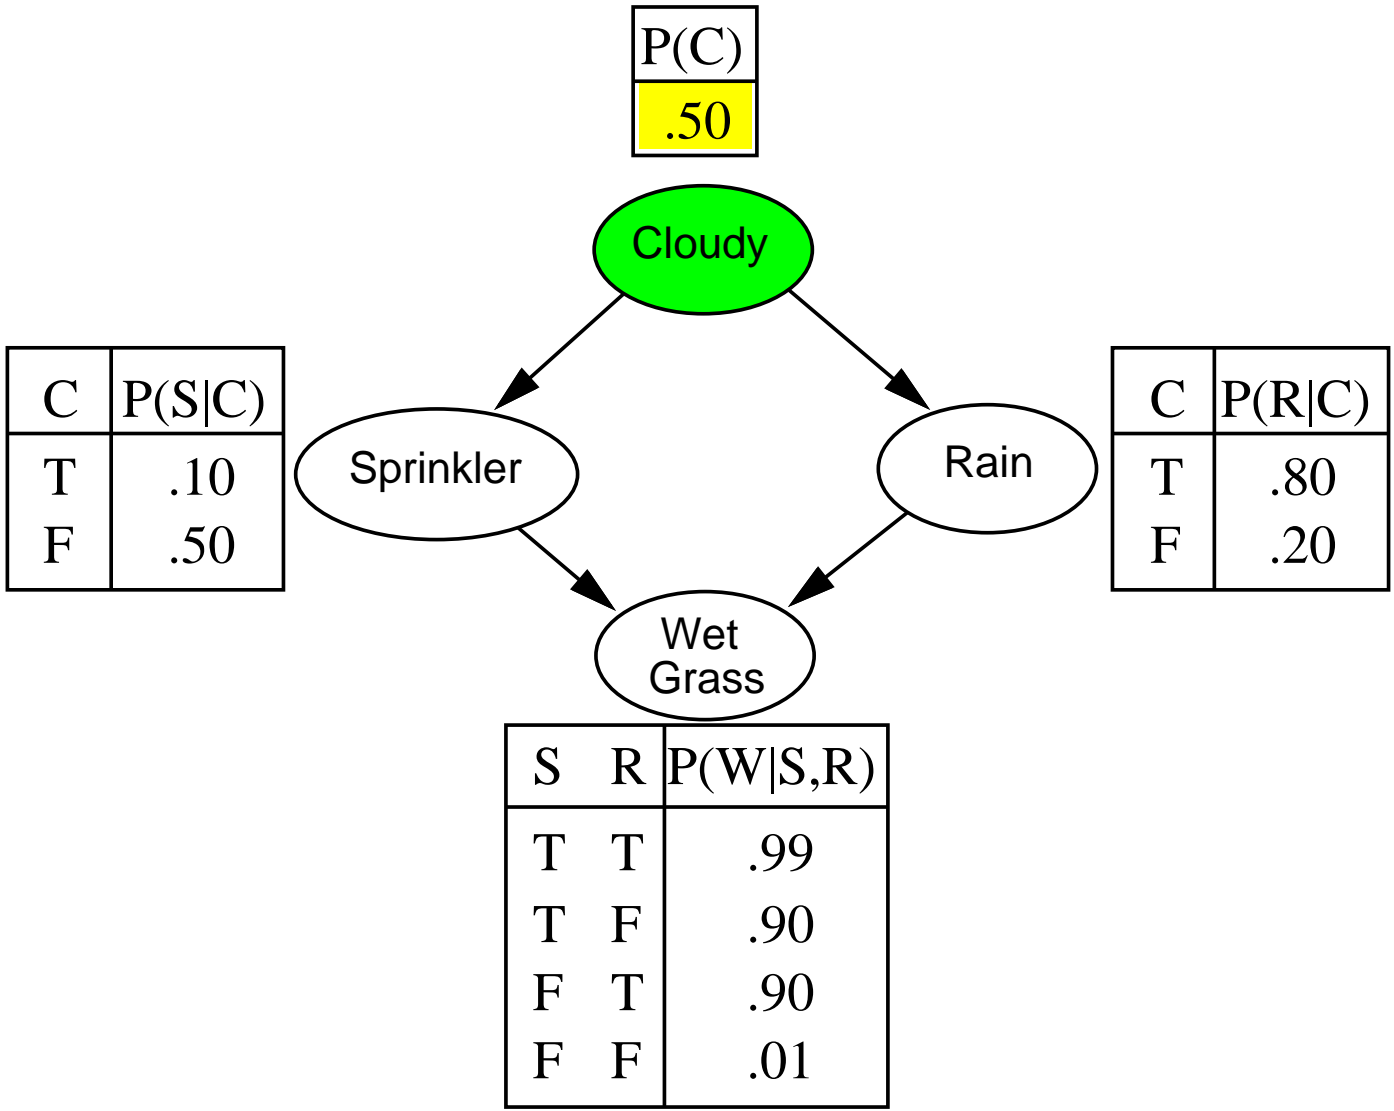 P(C)
.50
Cloudy
C P(S|C)
T .10
F .50
Sprinkler
Rain
C P(R|C)
T .80
F .20
Wet
Grass
S R P(W|S,R)
T T .99
T F .90
F T .90
F F .01